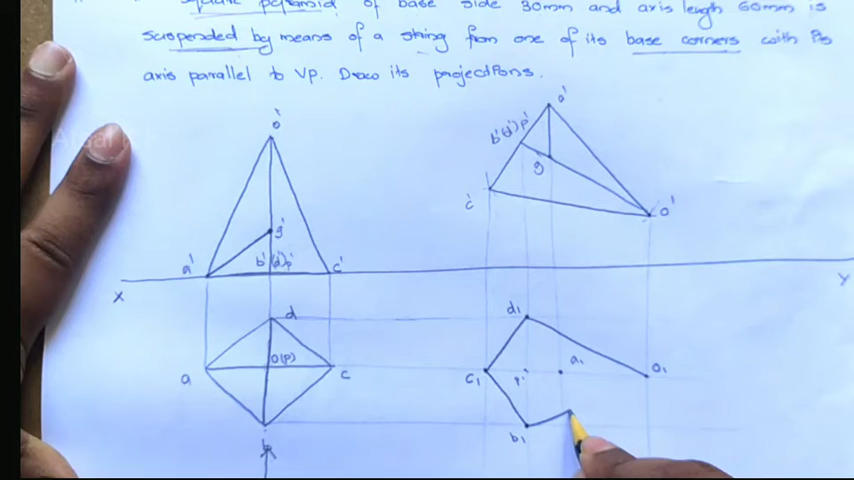 square pyramid of base side 30mm and axis length 60mm is
suspended by means of a string from one of its base corners with its
axis parallel to VP. Draw its projections.
o'
a'
b'(d')p'
g'
g
c'
o'
a'
b'(d')p'
c'
X
Y
d
d1
a
o(p)
c
c1
p'
a1
o1
b
b1